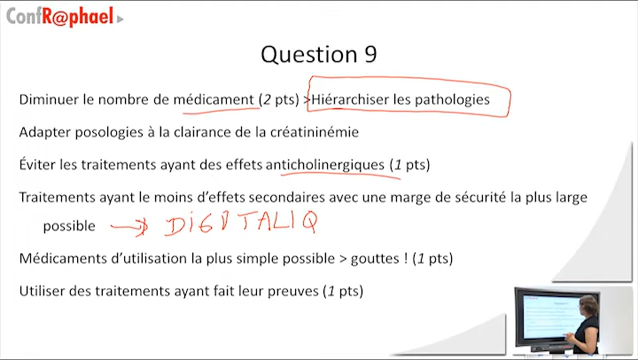 ConfR@phael
Question 9
Diminuer le nombre de médicament (2 pts) >Hiérarchiser les pathologies
Adapter posologies à la clairance de la créatininémie
Éviter les traitements ayant des effets anticholinergiques (1 pts)
Traitements ayant le moins d'effets secondaires avec une marge de sécurité la plus large
possible → DIGITALIQ
Médicaments d'utilisation la plus simple possible > gouttes ! (1 pts)
Utiliser des traitements ayant fait leur preuves (1 pts)